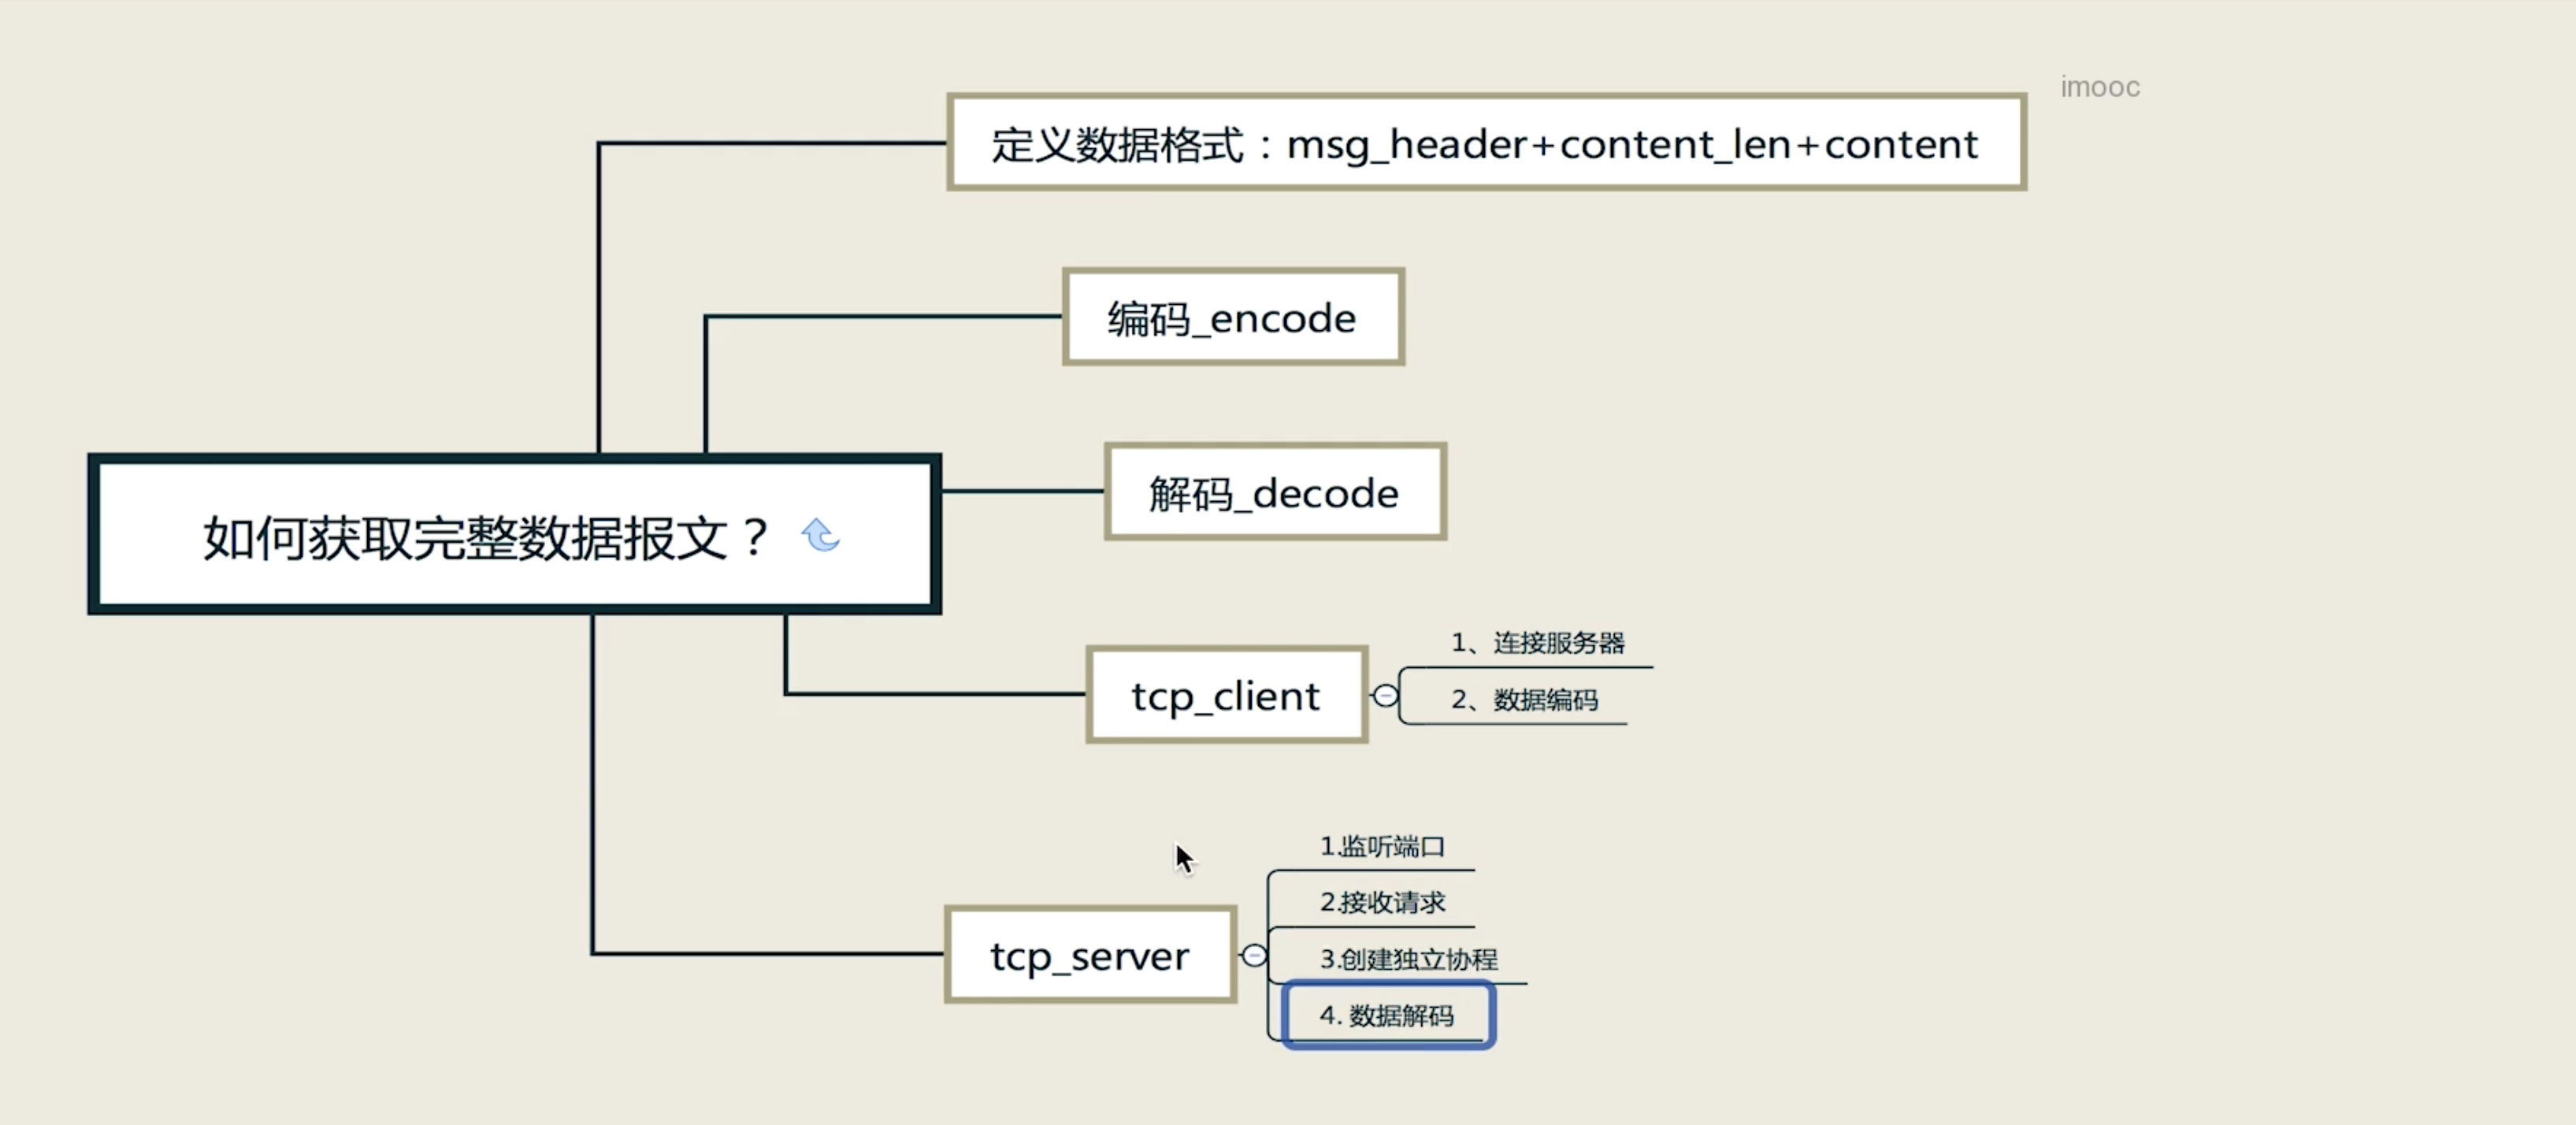 imooc
定义数据格式：msg_header+content_len+content
编码_encode
解码_decode
如何获取完整数据报文？
tcp_client
1、连接服务器
2、数据编码
tcp_server
1.监听端口
2.接收请求
3.创建独立协程
4. 数据解码